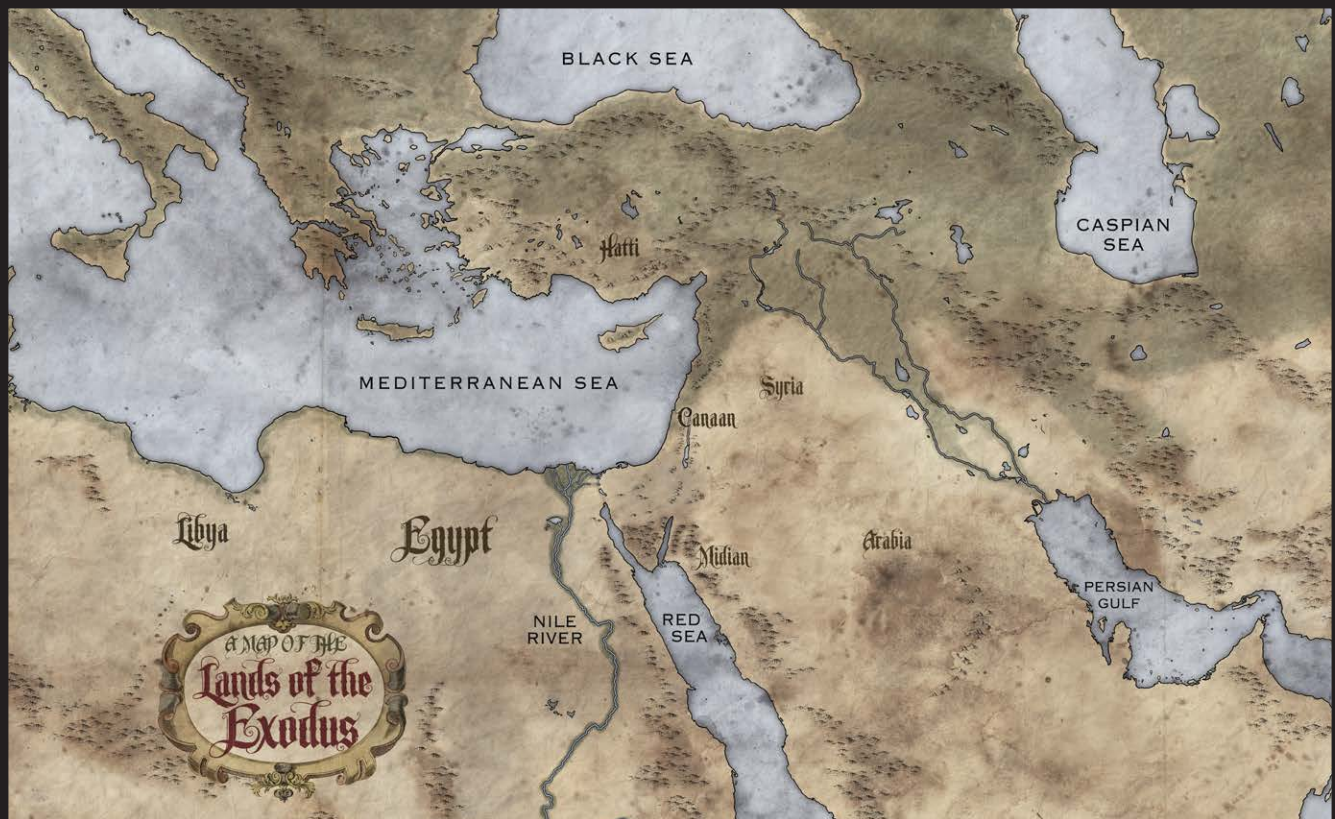 BLACK SEA
CASPIAN
SEA
Hatti
MEDITERRANEAN SEA
Syria
Canaan
Libya
Egypt
Midian
Arabia
PERSIAN
GULF
NILE
RIVER
RED
SEA
A MAP OF THE
Lands of the
Exodus